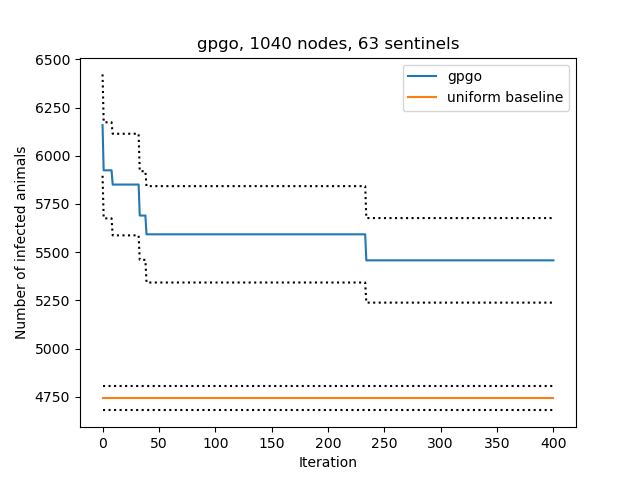 gpgo, 1040 nodes, 63 sentinels
gpgo
uniform baseline
Number of infected animals
6500
6250
6000
5750
5500
5250
5000
4750
0 50 100 150 200 250 300 350 400
Iteration